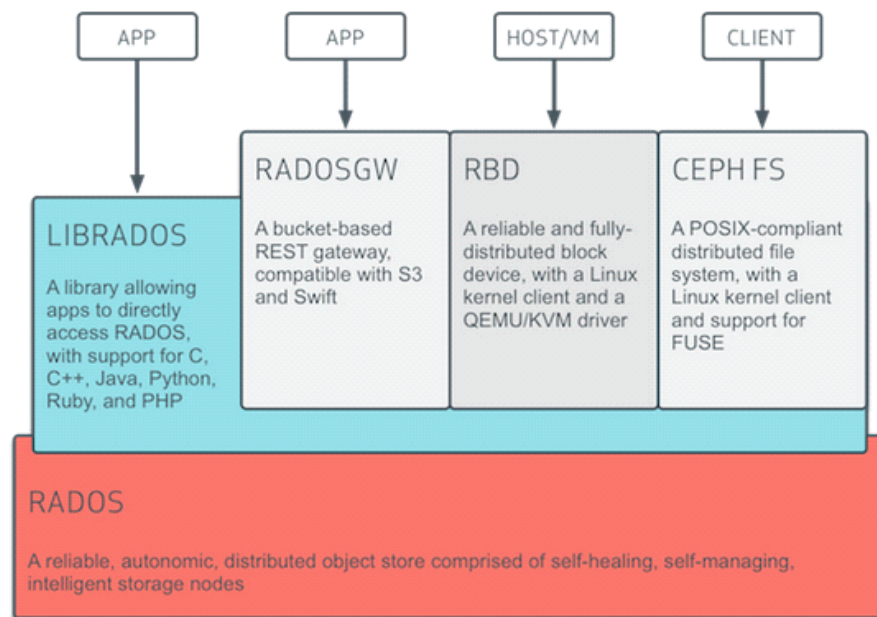 APP
APP
HOST/VM
CLIENT
LIBRADOS
A library allowing
apps to directly
access RADOS,
with support for C,
C++, Java, Python,
Ruby, and PHP
RADOSGW
A bucket-based
REST gateway,
compatible with S3
and Swift
RBD
A reliable and fully-
distributed block
device, with a Linux
kernel client and a
QEMU/KVM driver
CEPH FS
A POSIX-compliant
distributed file
system, with a
Linux kernel client
and support for
FUSE
RADOS
A reliable, autonomic, distributed object store comprised of self-healing, self-managing,
intelligent storage nodes